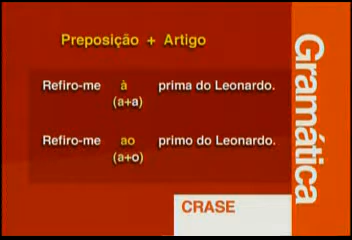 Preposição + Artigo
Refiro-me à prima do Leonardo.
(a+a)
Refiro-me ao primo do Leonardo.
(a+o)
CRASE
Gramática